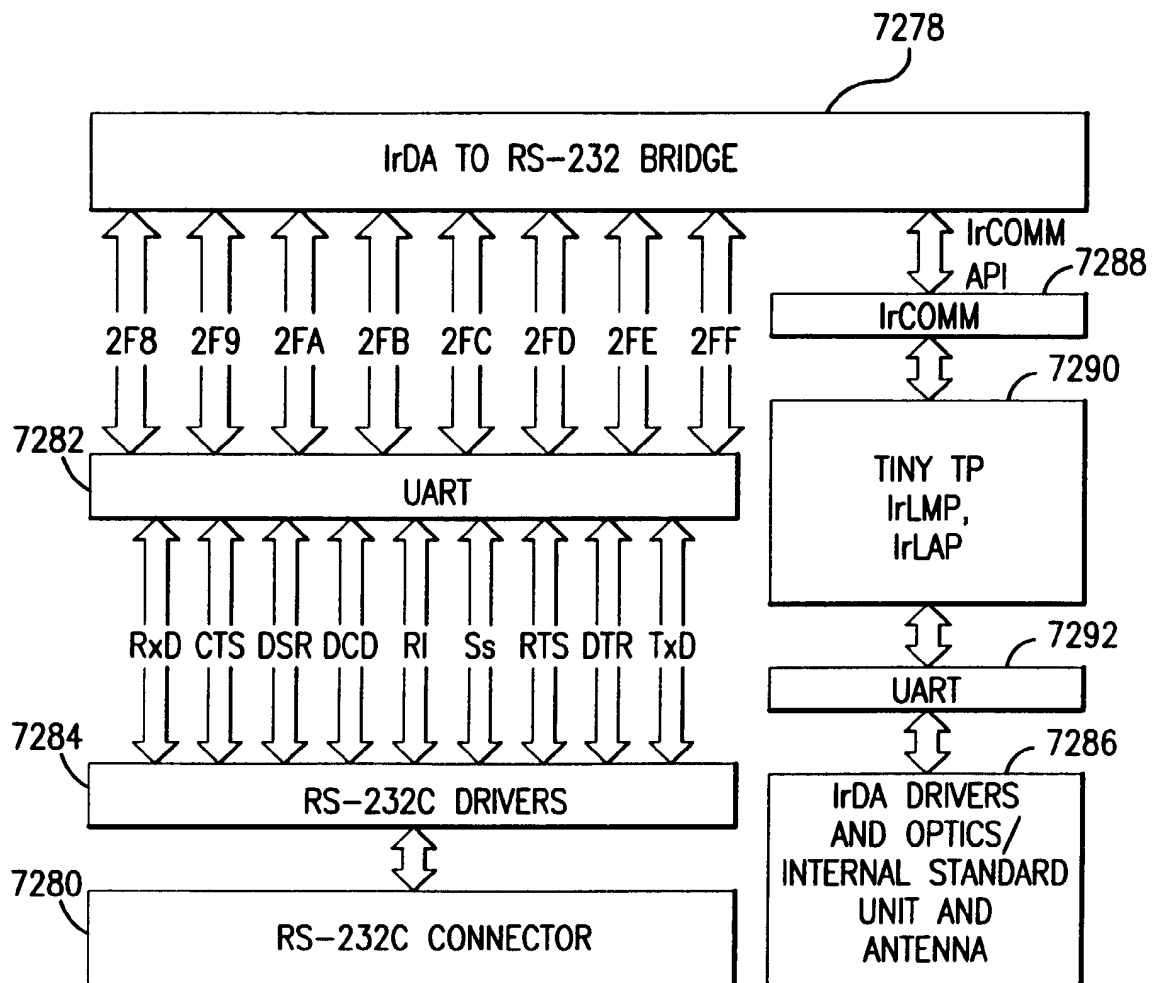 7278
IrDA TO RS-232 BRIDGE
IrCOMM
API
7288
IrCOMM
2F8 2F9 2FA 2FB 2FC 2FD 2FE 2FF
7290
TINY TP
IrLMP,
IrLAP
7282
UART
RxD CTS DSR DCD RI Ss RTS DTR TxD
7292
UART
7284
RS-232C DRIVERS
7286
IrDA DRIVERS
AND OPTICS/
INTERNAL STANDARD
UNIT AND
ANTENNA
7280
RS-232C CONNECTOR